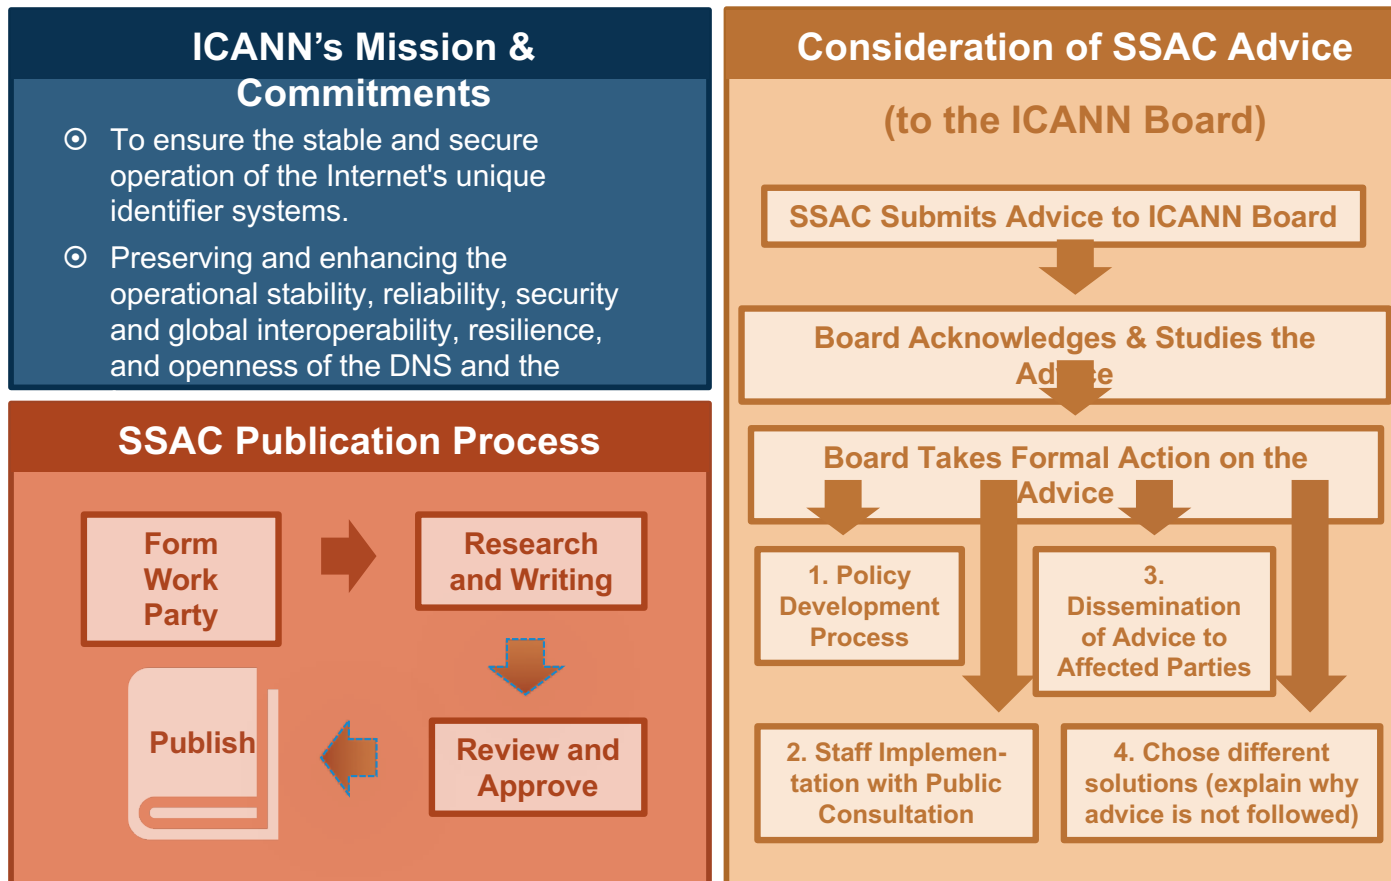 ICANN's Mission &
Commitments
To ensure the stable and secure
operation of the Internet's unique
identifier systems.
Preserving and enhancing the
operational stability, reliability, security
and global interoperability, resilience,
and openness of the DNS and the
SSAC Publication Process
Form
Work
Party
Research
and Writing
Review and
Approve
Publish
Consideration of SSAC Advice
(to the ICANN Board)
SSAC Submits Advice to ICANN Board
Board Acknowledges & Studies the
Advice
Board Takes Formal Action on the
Advice
1. Policy
Development
Process
2. Staff Implemen-
tation with Public
Consultation
3.
Dissemination
of Advice to
Affected Parties
4. Chose different
solutions (explain why
advice is not followed)